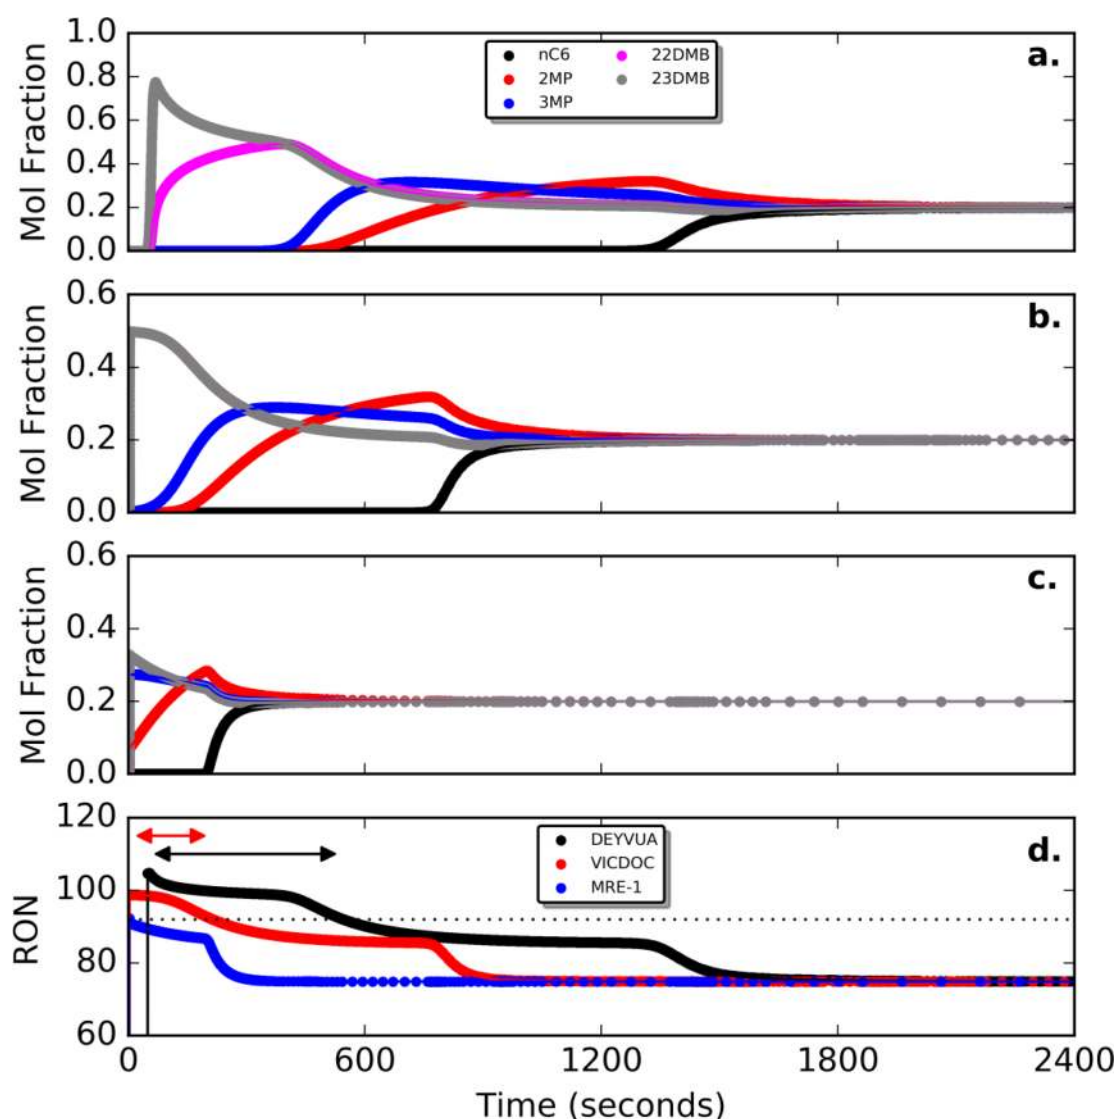 1.0
0.8
0.6
0.4
0.2
0.0
Mol Fraction
nC6
2MP
3MP
22DMB
23DMB
a.
0.6
0.4
0.2
0.0
Mol Fraction
b.
0.6
0.4
0.2
0.0
Mol Fraction
c.
120
100
80
60
RON
DEYVUA
VICDOC
MRE-1
d.
0 600 1200 1800 2400
Time (seconds)